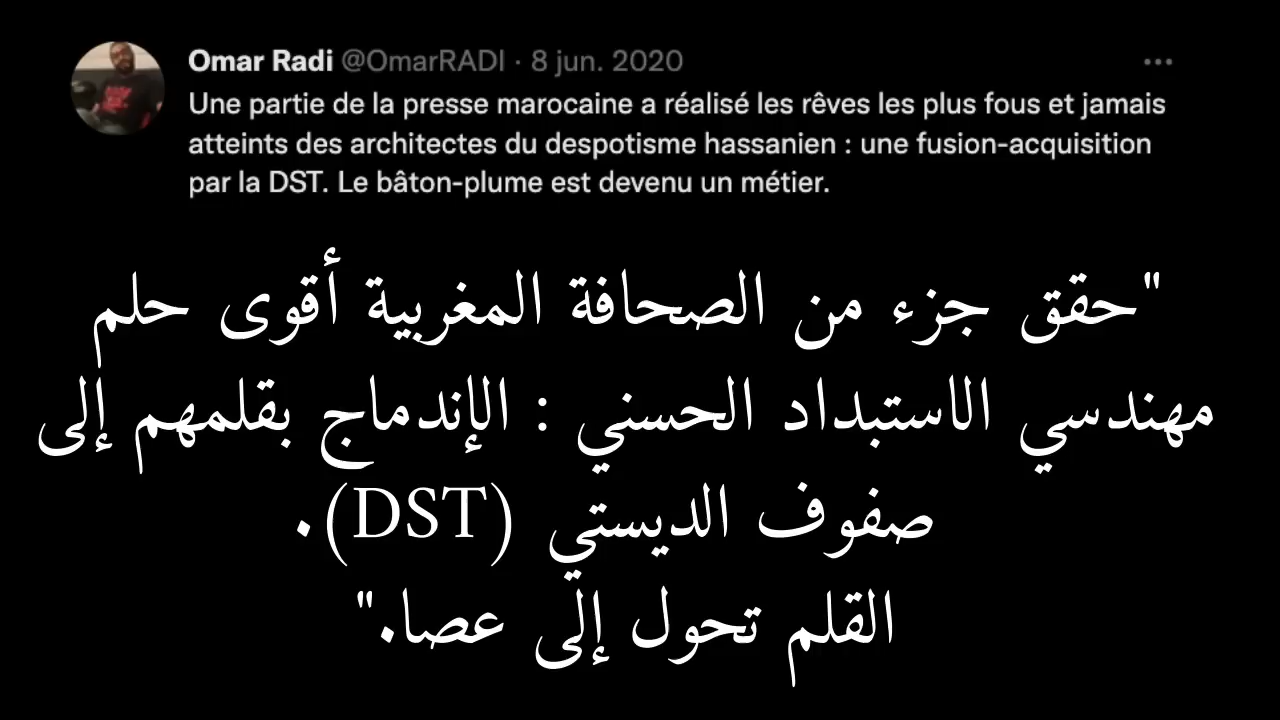 Omar Radi @OmarRADI · 8 jun. 2020
Une partie de la presse marocaine a réalisé les rêves les plus fous et jamais
atteints des architectes du despotisme hassanien : une fusion-acquisition
par la DST. Le bâton-plume est devenu un métier.
"حقق جزء من الصحافة المغربية أقوى حلم
مهندسي الاستبداد الحسني : الإندماج بقلمهم إلى
صفوف الديستي (DST).
القلم تحول إلى عصا."